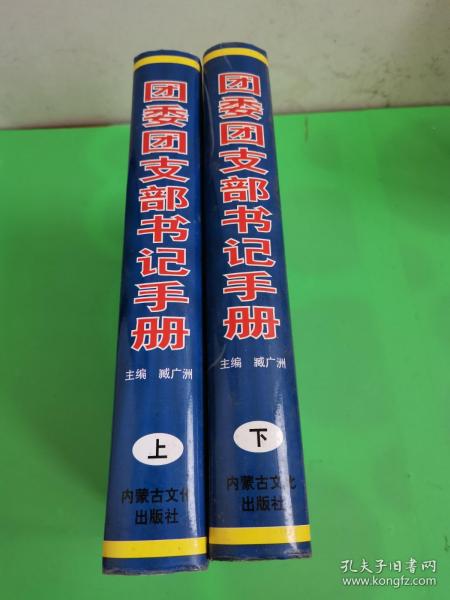 团委团支部书记手册
主编 臧广洲
上
内蒙古文化
出版社
团委团支部书记手册
主编 臧广洲
下
内蒙古文化
出版社
孔夫子旧书网
www.kongfz.com